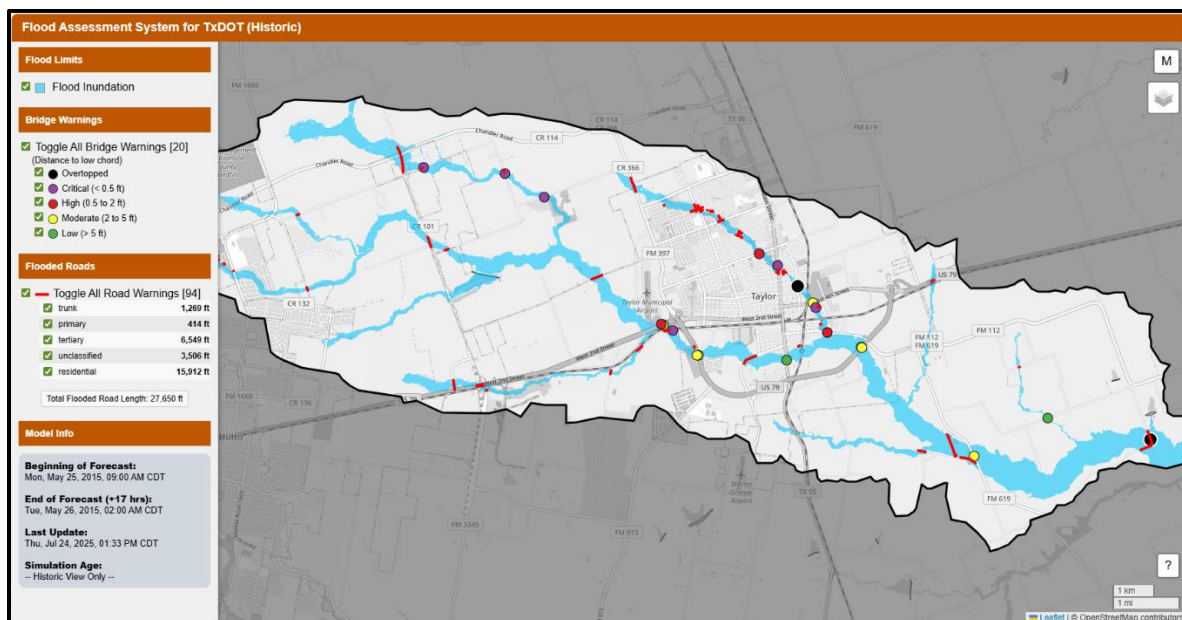 Flood Assessment System for TxDOT (Historic)
Flood Limits
Flood Inundation
Bridge Warnings
Toggle All Bridge Warnings [20]
(Distance to low chord)
Overtopped
Critical (< 0.5 ft)
High (0.5 to 2 ft)
Moderate (2 to 5 ft)
Low (> 5 ft)
Flooded Roads
Toggle All Road Warnings [94]
trunk 1,269 ft
primary 414 ft
tertiary 6,549 ft
unclassified 3,506 ft
residential 15,912 ft
Total Flooded Road Length: 27,650 ft
Model Info
Beginning of Forecast:
Mon, May 25, 2015, 09:00 AM CDT
End of Forecast (+17 hrs):
Tue, May 26, 2015, 02:00 AM CDT
Last Update:
Thu, Jul 24, 2025, 01:33 PM CDT
Simulation Age:
-- Historic View Only --
M
FM 1660
CR 114
TX 95
FM 619
Chandler Road
CR 114
Chandler Road
CR 366
Chandler Road
CR 101
FM 397
US 79
CR 132
Taylor Municipal
Airport
Taylor
East 4th Street
West 2nd Street
West 2nd Street
FM 112
FM 112
FM 619
West 2nd Street
US 79
FM 1660
CR 136
FM 3349
FM 973
Airport
TX 95
FM 619
?
1 km
1 mi
Leaflet | © OpenStreetMap contributors